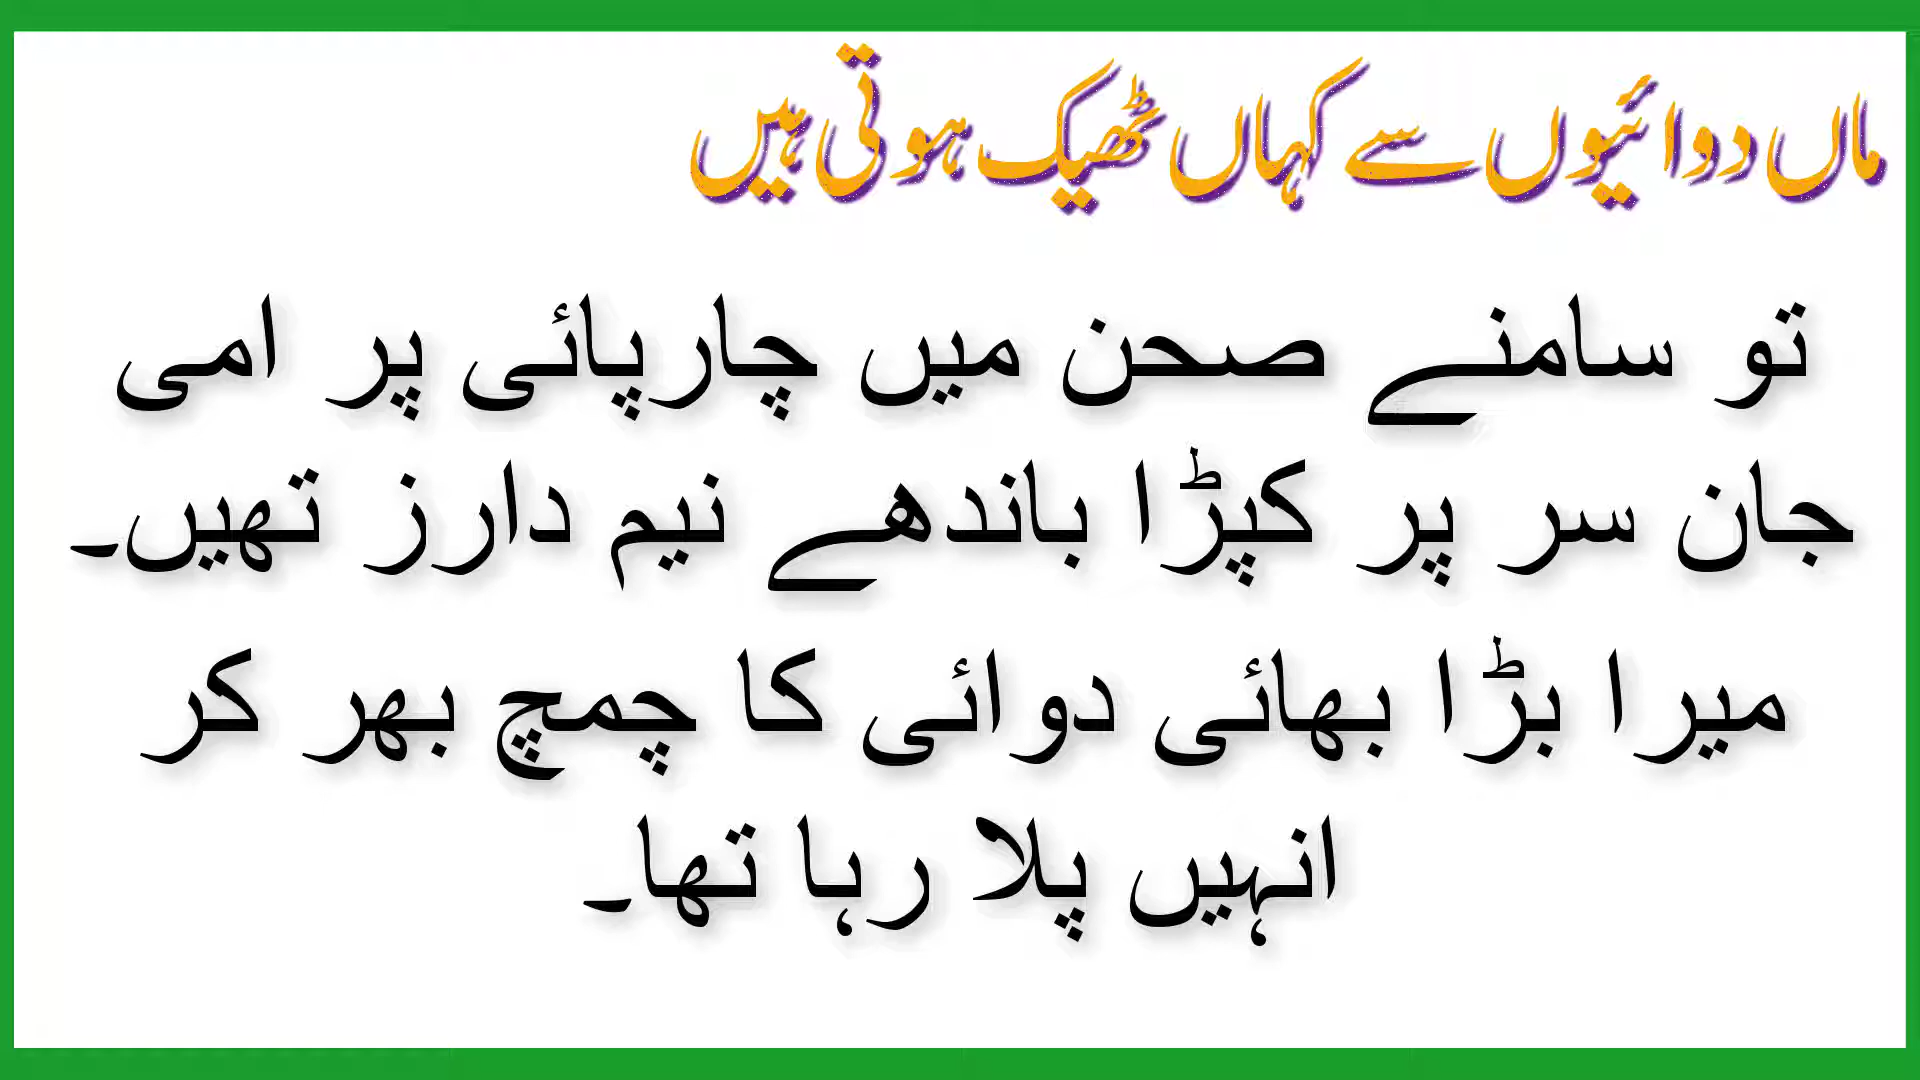 ماں دوائیوں سے کہاں ٹھیک ہوتی ہیں
تو سامنے صحن میں چارپائی پر امی
جان سر پر کپڑا باندھے نیم دارز تھیں۔
میرا بڑا بھائی دوائی کا چمچ بھر کر
انہیں پلا رہا تھا۔